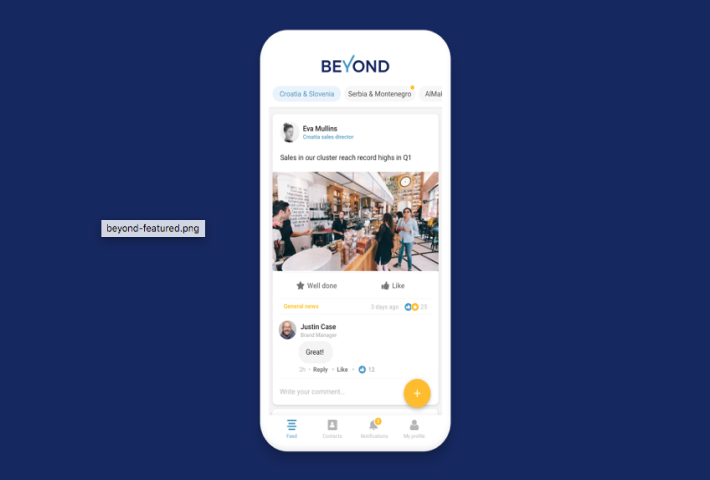 BEYOND
Croatia & Slovenia
Serbia & Montenegro
AlMa
Eva Mullins
Croatia sales director
Sales in our cluster reach record highs in Q1
beyond-featured.png
Well done
Like
General news
3 days ago
23
Justin Case
Brand Manager
Great!
2h • Reply • Like • 12
Write your comment...
+
Feed
Contacts
Notifications
My profile